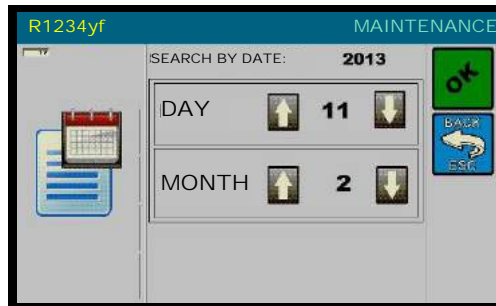 R1234yf MAINTENANCE
SEARCH BY DATE: 2013
OK
DAY 11
BACK
ESC
MONTH 2